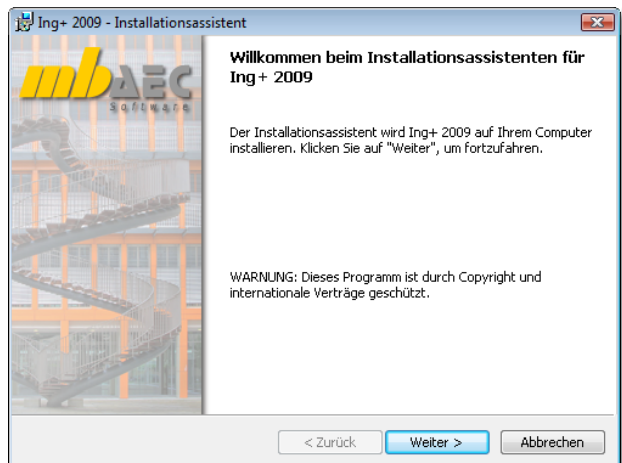 Ing+ 2009 - Installationsassistent
mbAEC
Software
Willkommen beim Installationsassistenten für
Ing+ 2009
Der Installationsassistent wird Ing+ 2009 auf Ihrem Computer
installieren. Klicken Sie auf "Weiter", um fortzufahren.
WARNUNG: Dieses Programm ist durch Copyright und
internationale Verträge geschützt.
< Zurück
Weiter >
Abbrechen